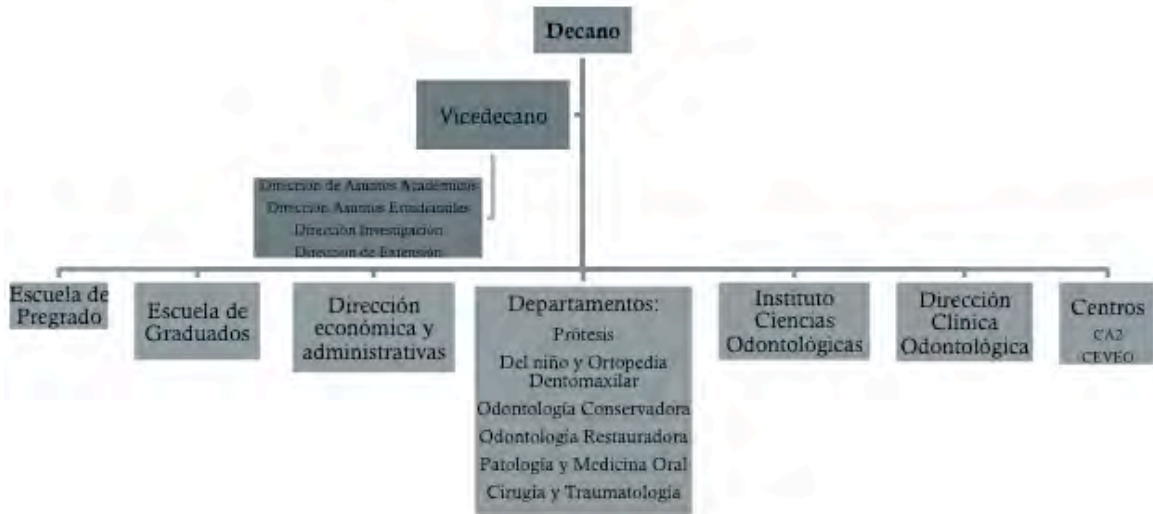 Decano
Vicedecano
Dirección de Asuntos Académicos
Dirección Asuntos Estudiantiles
Dirección Investigación
Dirección de Extensión
Escuela de
Pregrado
Escuela de
Graduados
Dirección
económica y
administrativas
Departamentos:
Prótesis
Del niño y Ortopedia
Dentomaxilar
Odontología Conservadora
Odontología Restauradora
Patología y Medicina Oral
Cirugía y Traumatología
Instituto
Ciencias
Odontológicas
Dirección
Clínica
Odontológica
Centros
CA2
CEVEO